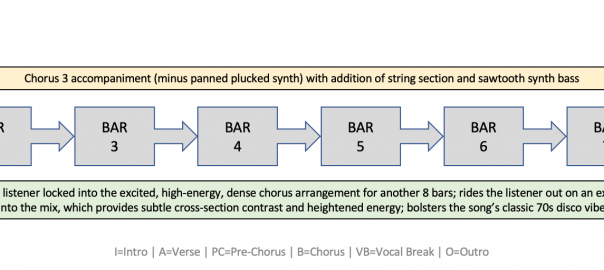 Chorus 3 accompaniment (minus panned plucked synth) with addition of string section and sawtooth synth bass
BAR
3
BAR
4
BAR
5
BAR
6
listener locked into the excited, high-energy, dense chorus arrangement for another 8 bars; rides the listener out on an
into the mix, which provides subtle cross-section contrast and heightened energy; bolsters the song's classic 70s disco vibe
I=Intro | A=Verse | PC=Pre-Chorus | B=Chorus | VB=Vocal Break | O=Outro